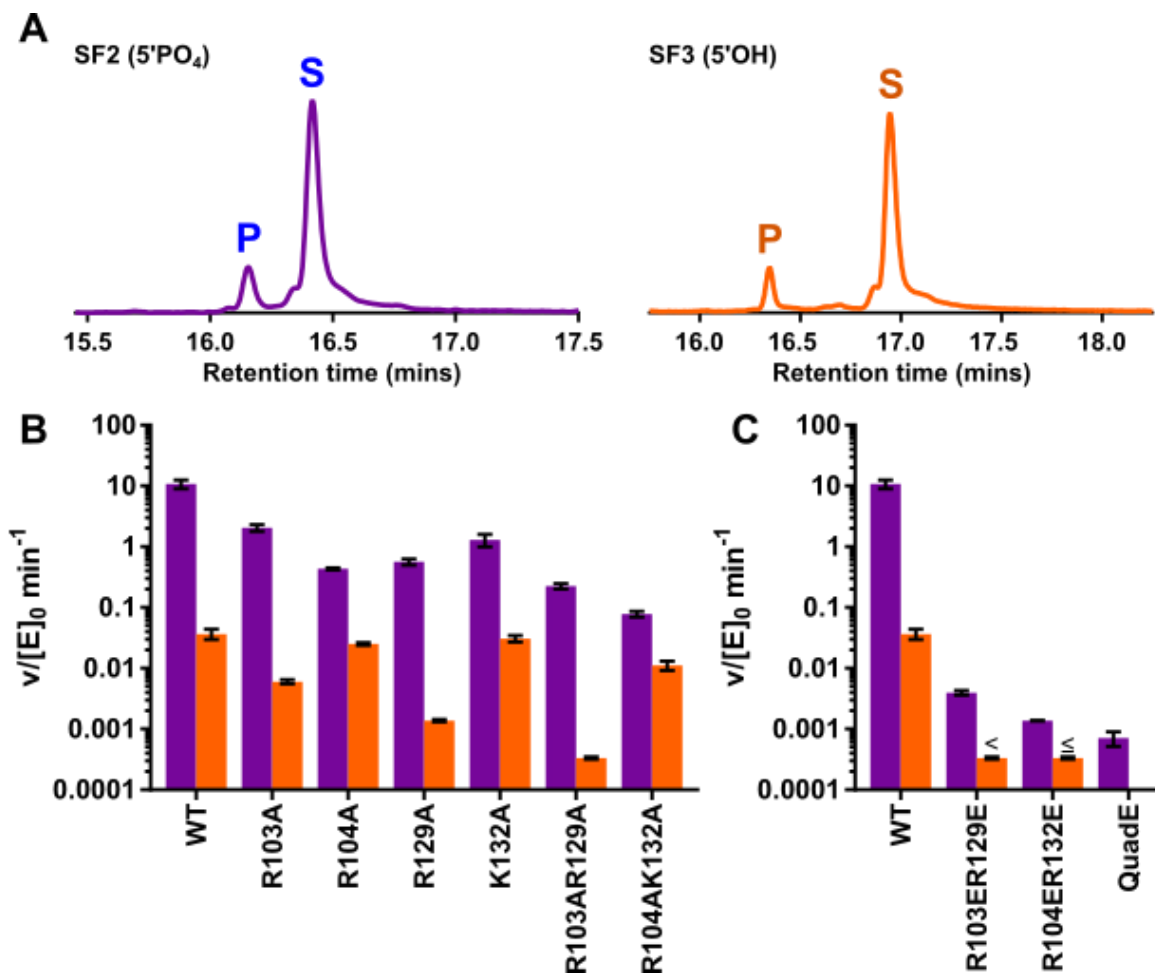 A
SF2 (5'PO4)
S
P
15.5 16.0 16.5 17.0 17.5
Retention time (mins)
SF3 (5'OH)
S
P
16.0 16.5 17.0 17.5 18.0
Retention time (mins)
B
v/[E]0 min-1
100
10
1
0.1
0.01
0.001
0.0001
WT
R103A
R104A
R129A
K132A
R103AR129A
R104AK132A
C
v/[E]0 min-1
100
10
1
0.1
0.01
0.001
0.0001
<
≤
WT
R103ER129E
R104ER132E
QuadE